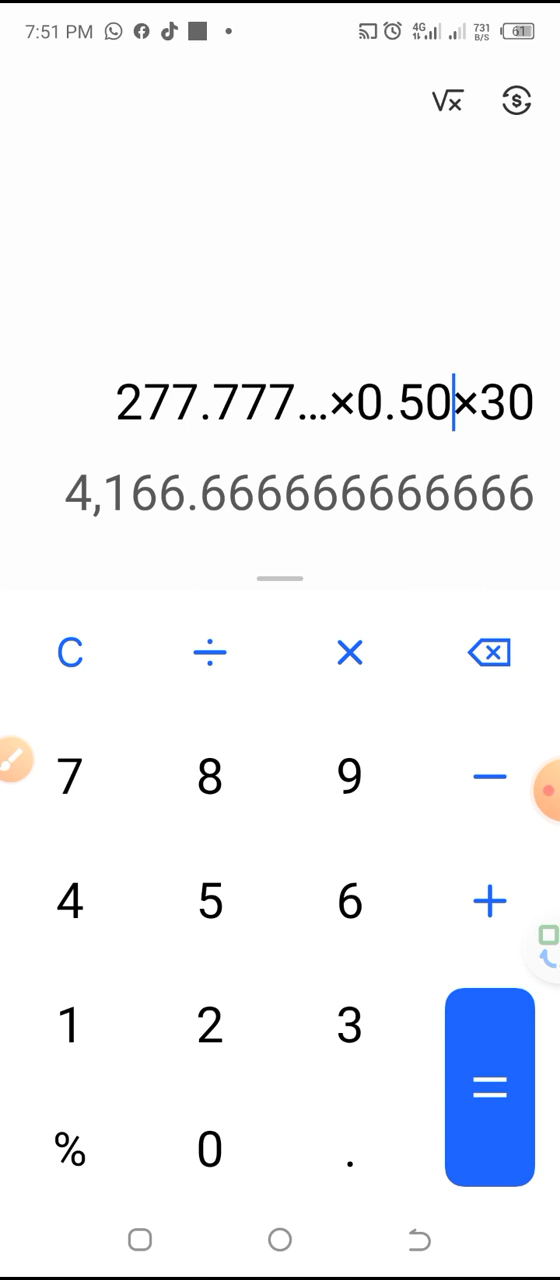 7:51 PM 4G 731 B/S 61
√x $
277.777...×0.50×30
4,166.666666666666
C ÷ ×
7 8 9 −
4 5 6 +
1 2 3
% 0 . =